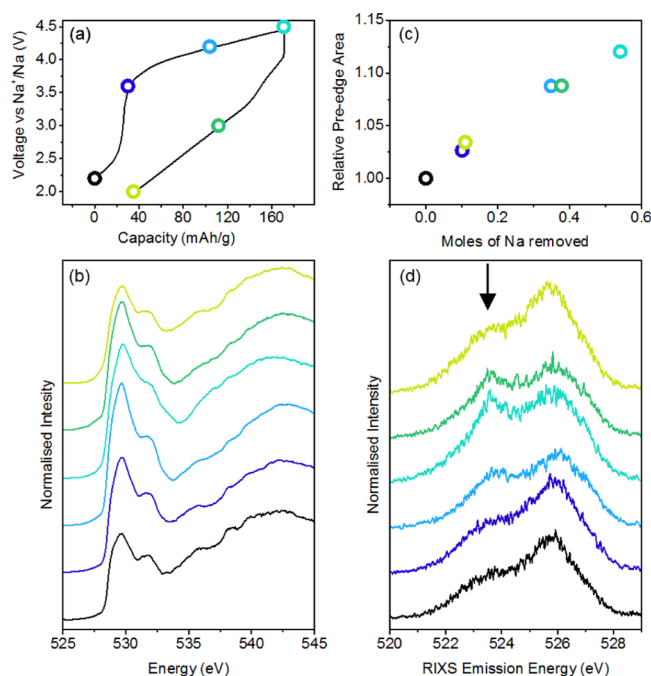 (a)
Voltage vs Na⁺/Na (V)
4.5
4.0
3.5
3.0
2.5
2.0
0 40 80 120 160
Capacity (mAh/g)
(c)
Relative Pre-edge Area
1.15
1.10
1.05
1.00
0.0 0.2 0.4 0.6
Moles of Na removed
(b)
Normalised Intesity
525 530 535 540 545
Energy (eV)
(d)
Normalised Intensity
520 522 524 526 528
RIXS Emission Energy (eV)